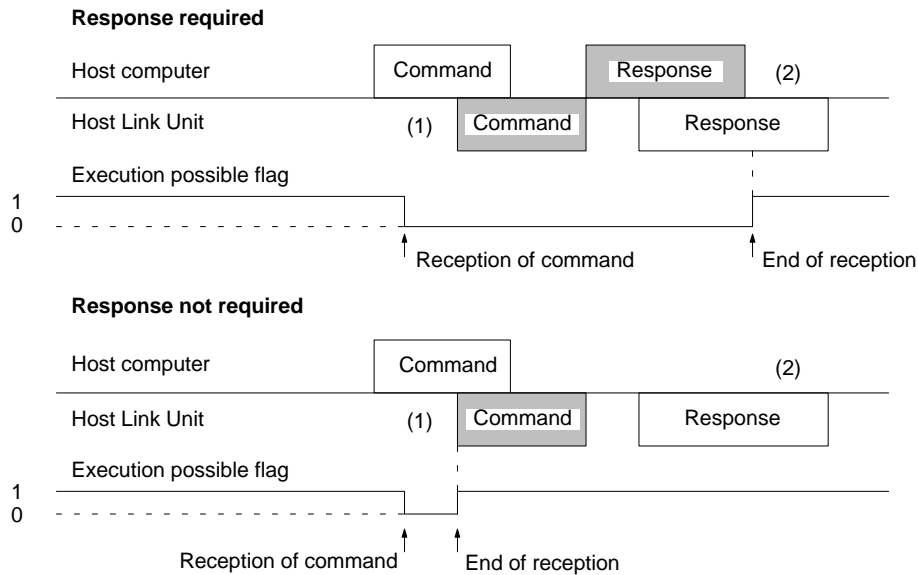 Response required
Host computer
Command
Response
(2)
Host Link Unit
(1)
Command
Response
Execution possible flag
1
0
Reception of command
End of reception
Response not required
Host computer
Command
(2)
Host Link Unit
(1)
Command
Response
Execution possible flag
1
0
Reception of command
End of reception